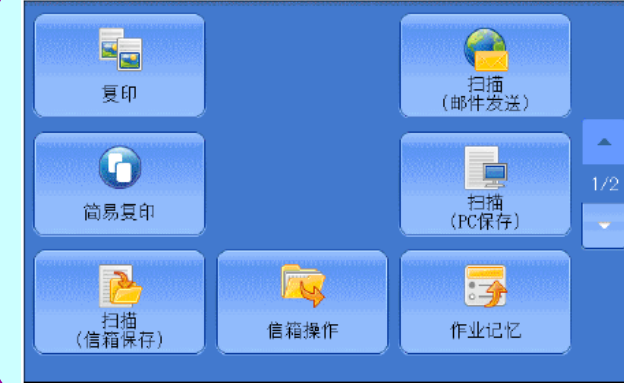 复印
扫描
(邮件发送)
简易复印
扫描
(PC保存)
1/2
扫描
(信箱保存)
信箱操作
作业记忆